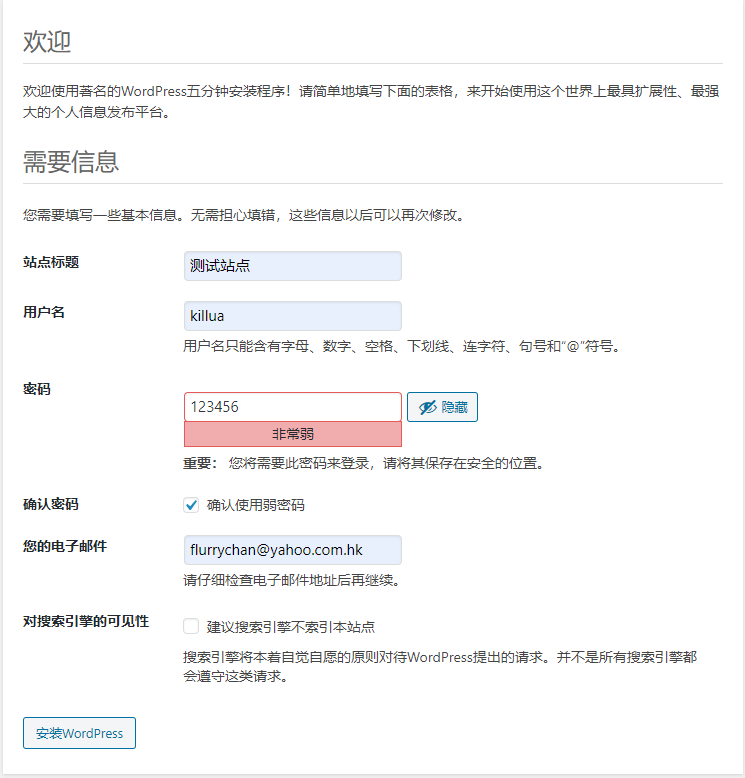 欢迎
欢迎使用著名的WordPress五分钟安装程序！请简单地填写下面的表格，来开始使用这个世界上最具扩展性、最强
大的个人信息发布平台。
需要信息
您需要填写一些基本信息。无需担心填错，这些信息以后可以再次修改。
站点标题
测试站点
用户名
killua
用户名只能含有字母、数字、空格、下划线、连字符、句号和“@”符号。
密码
123456
隐藏
非常弱
重要： 您将需要此密码来登录，请将其保存在安全的位置。
确认密码
确认使用弱密码
您的电子邮件
flurrychan@yahoo.com.hk
请仔细检查电子邮件地址后再继续。
对搜索引擎的可见性
建议搜索引擎不索引本站点
搜索引擎将本着自觉自愿的原则对待WordPress提出的请求。并不是所有搜索引擎都
会遵守这类请求。
安装WordPress